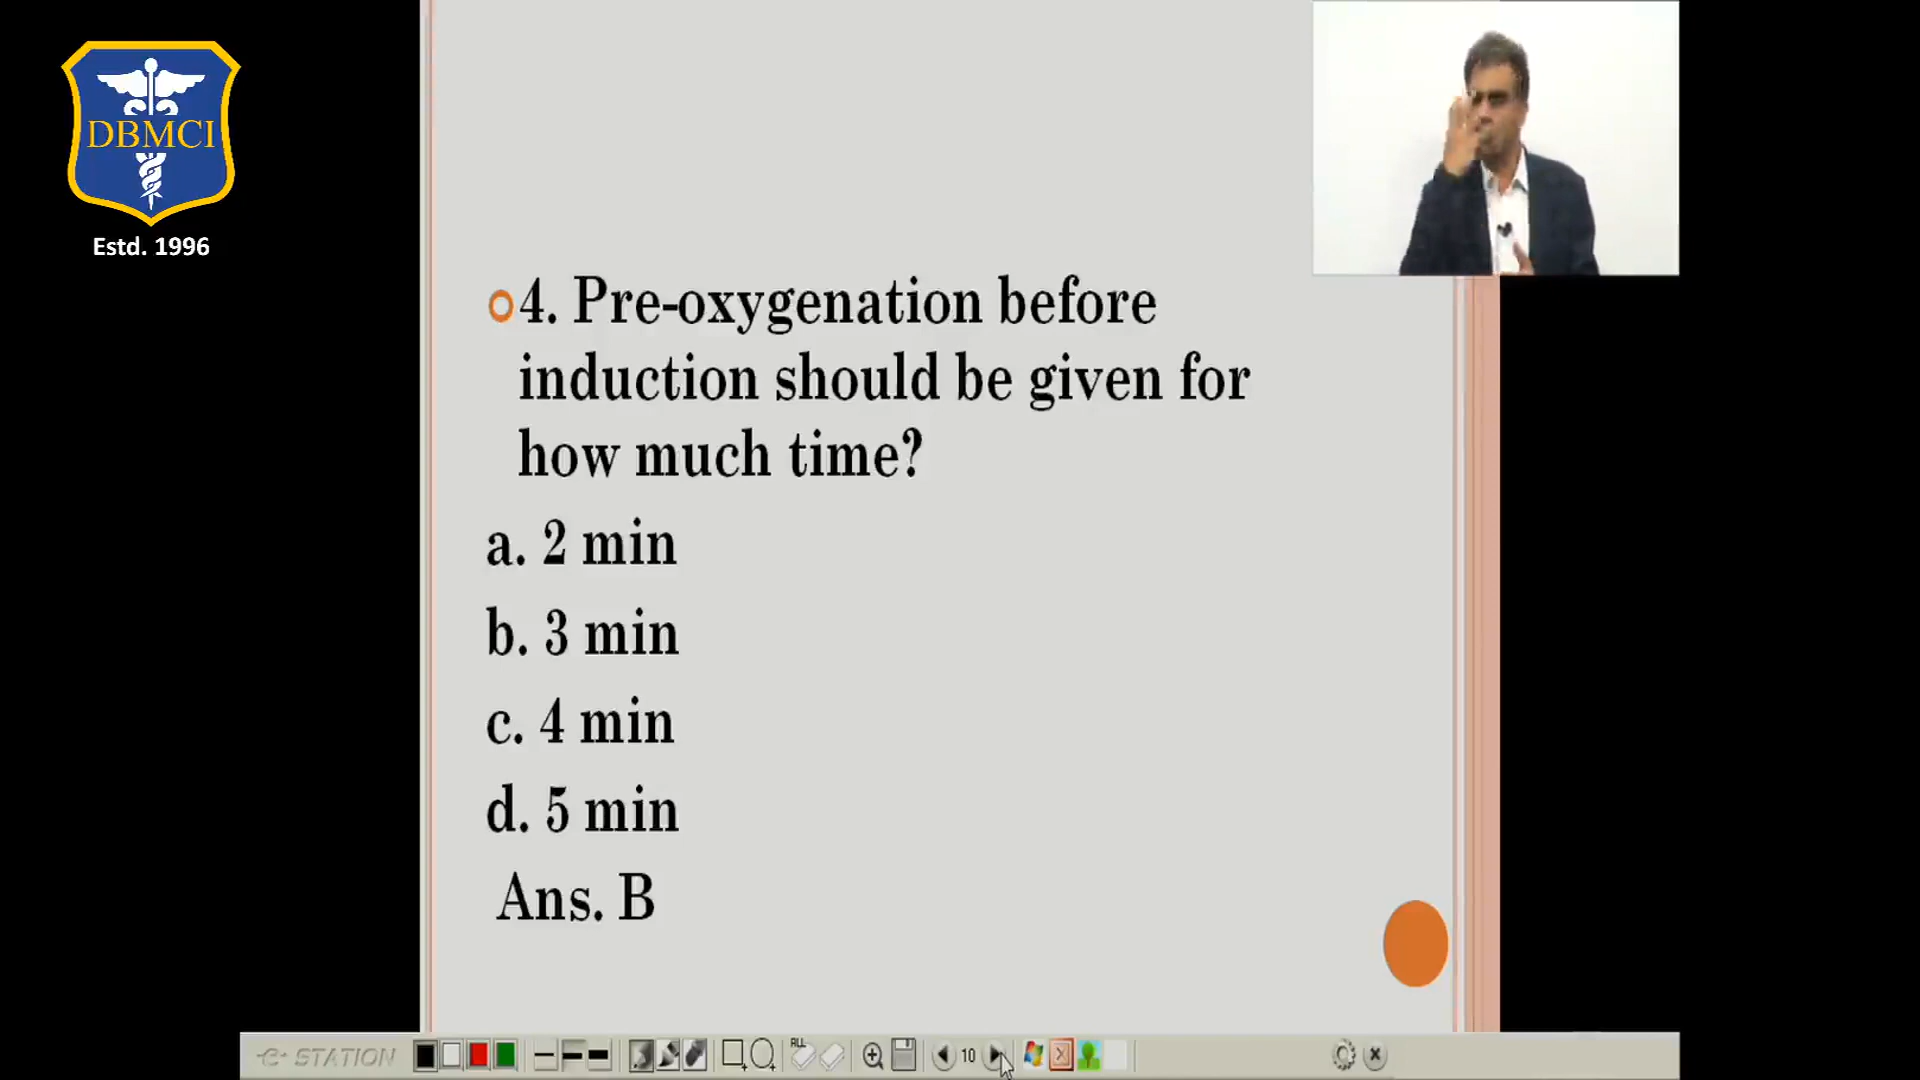 DBMCI
Estd. 1996
4. Pre-oxygenation before
induction should be given for
how much time?
a. 2 min
b. 3 min
c. 4 min
d. 5 min
Ans. B
-e- STATION
ALL
10